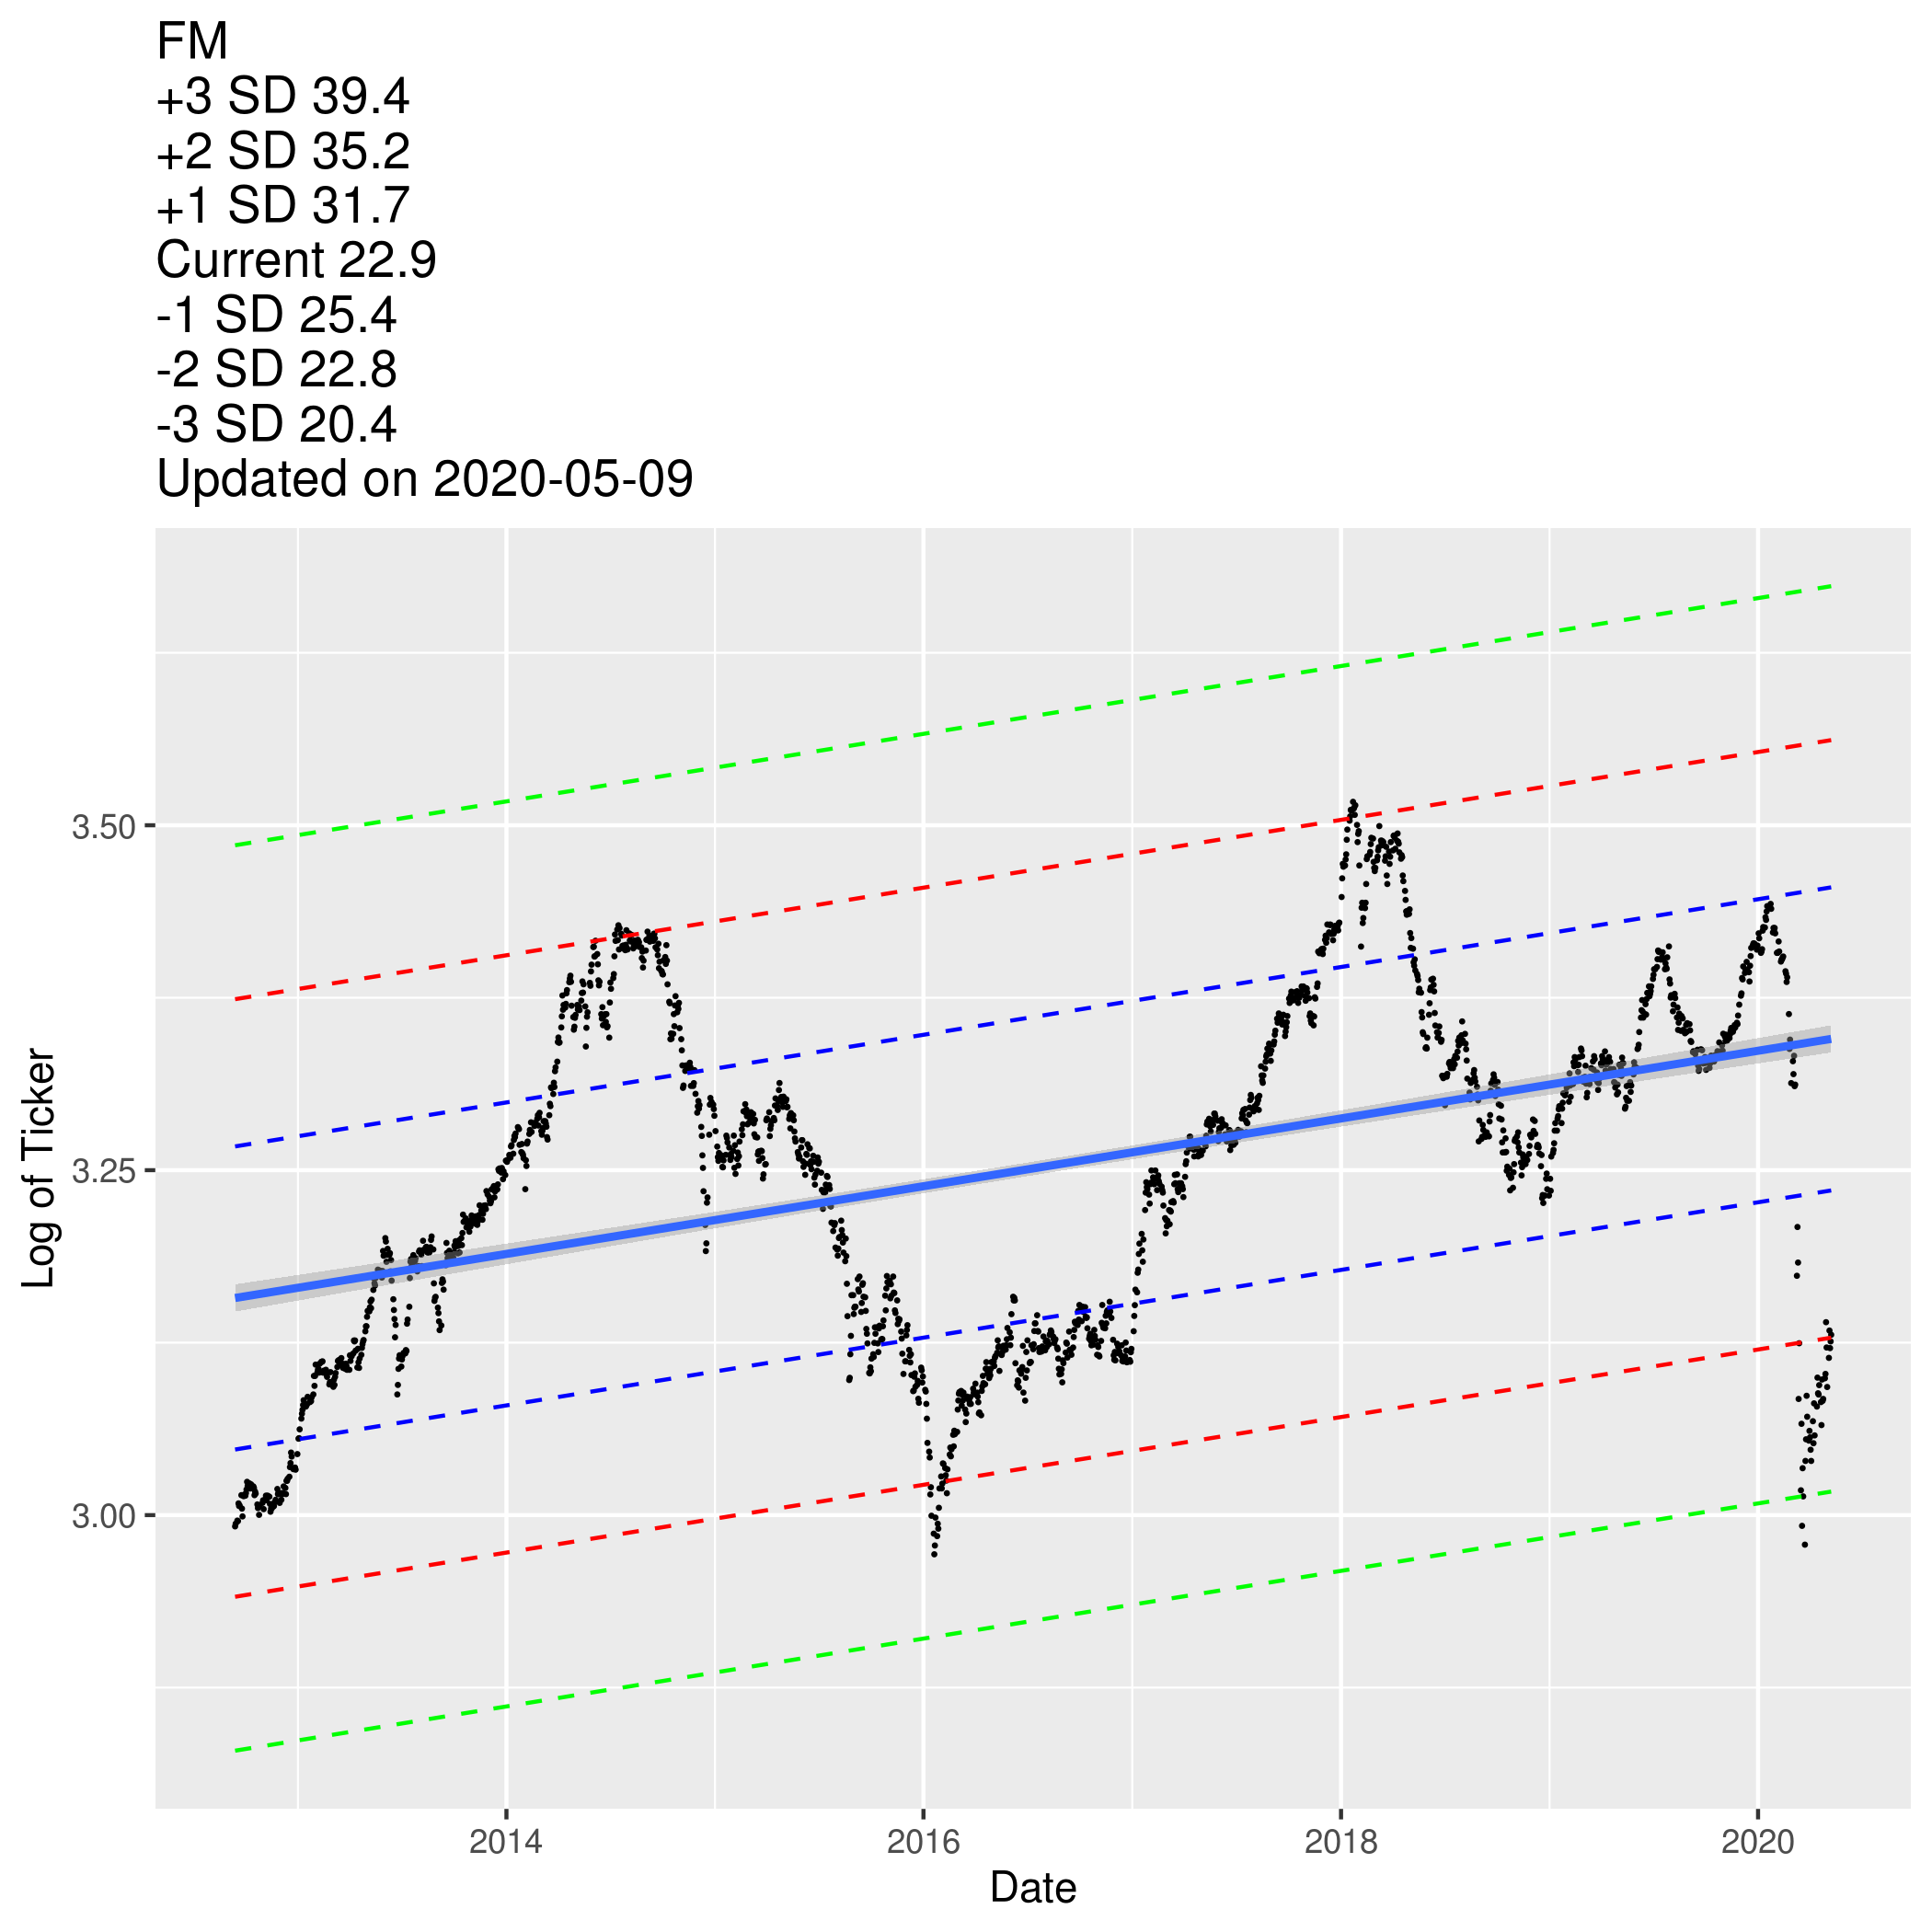 FM
+3 SD 39.4
+2 SD 35.2
+1 SD 31.7
Current 22.9
-1 SD 25.4
-2 SD 22.8
-3 SD 20.4
Updated on 2020-05-09
3.50
3.25
3.00
Log of Ticker
2014 2016 2018 2020
Date